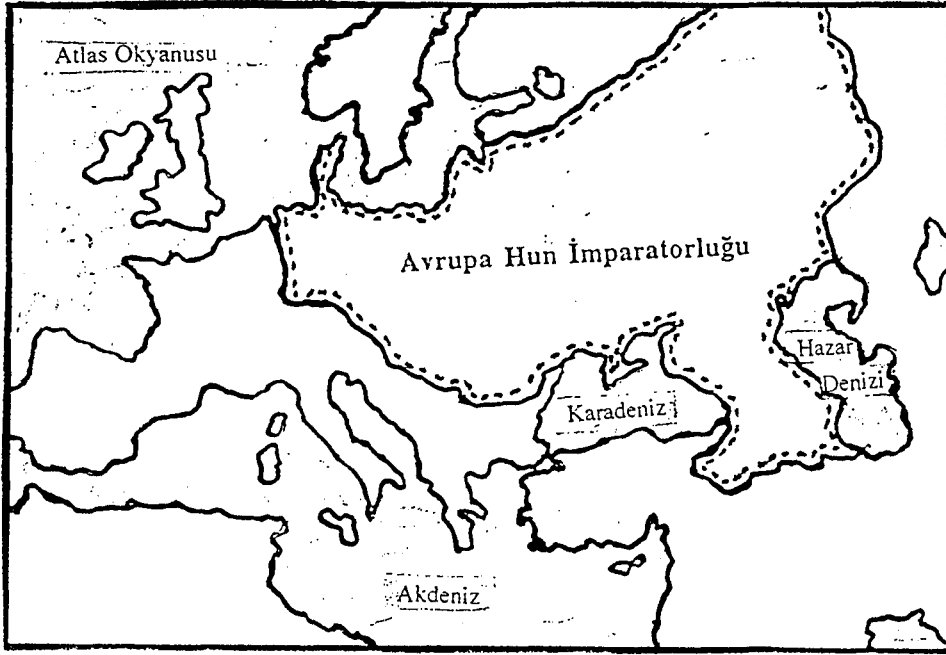 Atlas Okyanusu
Avrupa Hun İmparatorluğu
Hazar
Denizi
Karadeniz
Akdeniz